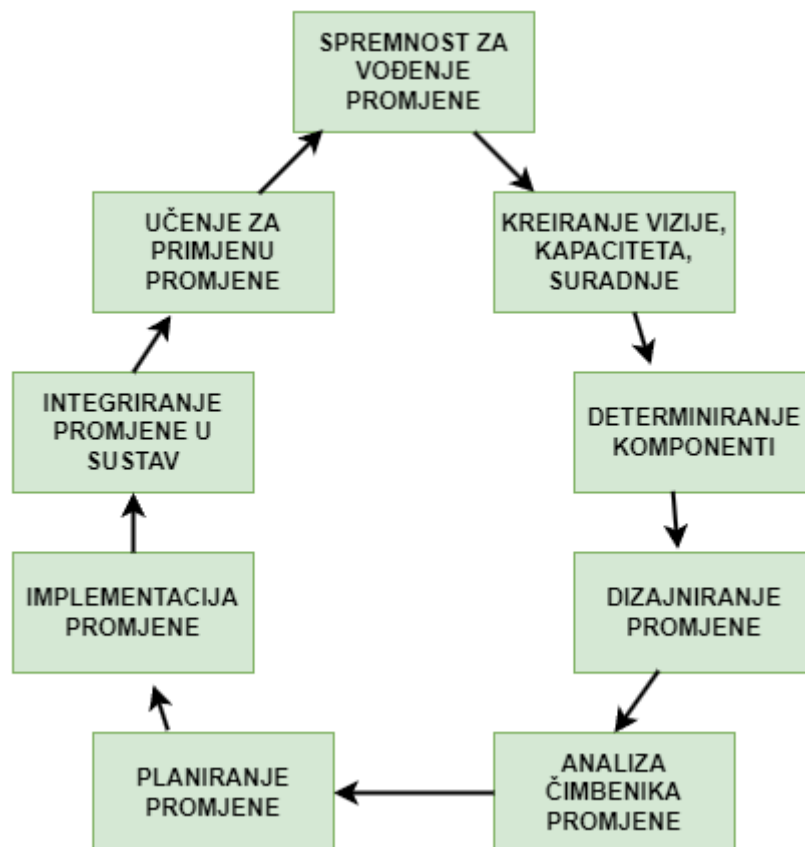 SPREMNOST ZA
VOĐENJE
PROMJENE
KREIRANJE VIZIJE,
KAPACITETA,
SURADNJE
DETERMINIRANJE
KOMPONENTI
DIZAJNIRANJE
PROMJENE
ANALIZA
ČIMBENIKA
PROMJENE
PLANIRANJE
PROMJENE
IMPLEMENTACIJA
PROMJENE
INTEGRIRANJE
PROMJENE U
SUSTAV
UČENJE ZA
PRIMJENU
PROMJENE